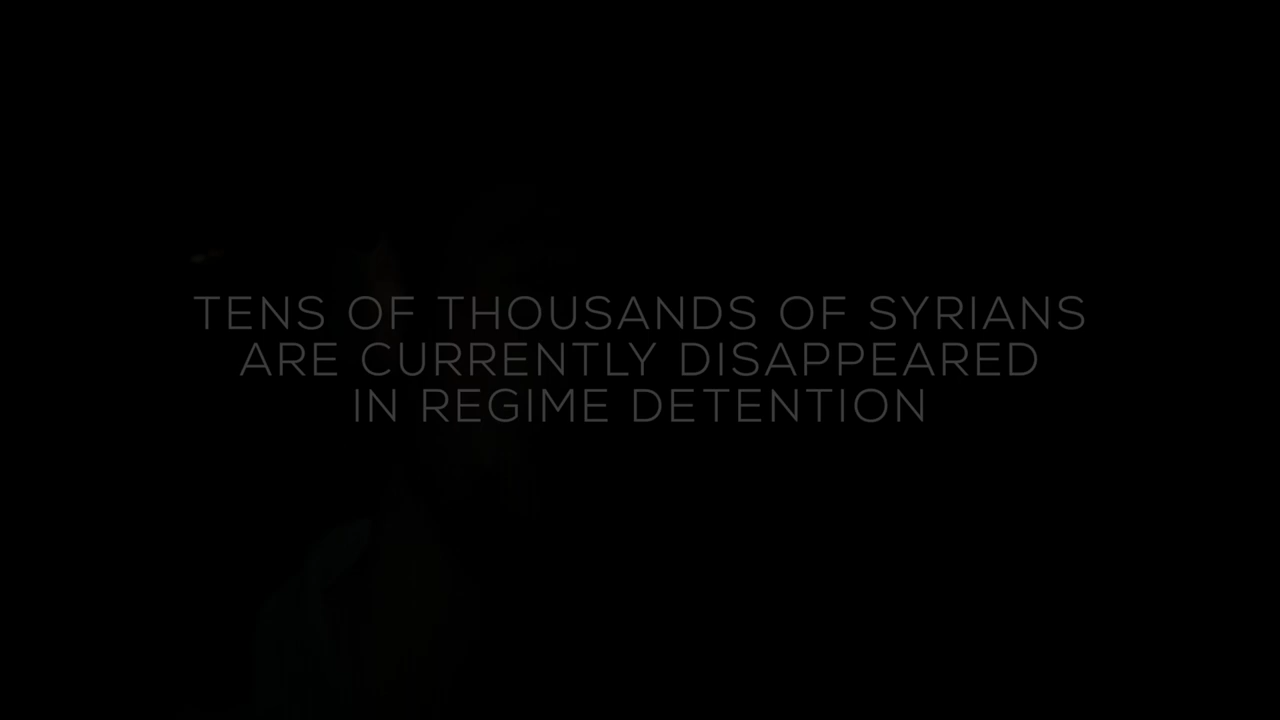 TENS OF THOUSANDS OF SYRIANS
ARE CURRENTLY DISAPPEARED
IN REGIME DETENTION